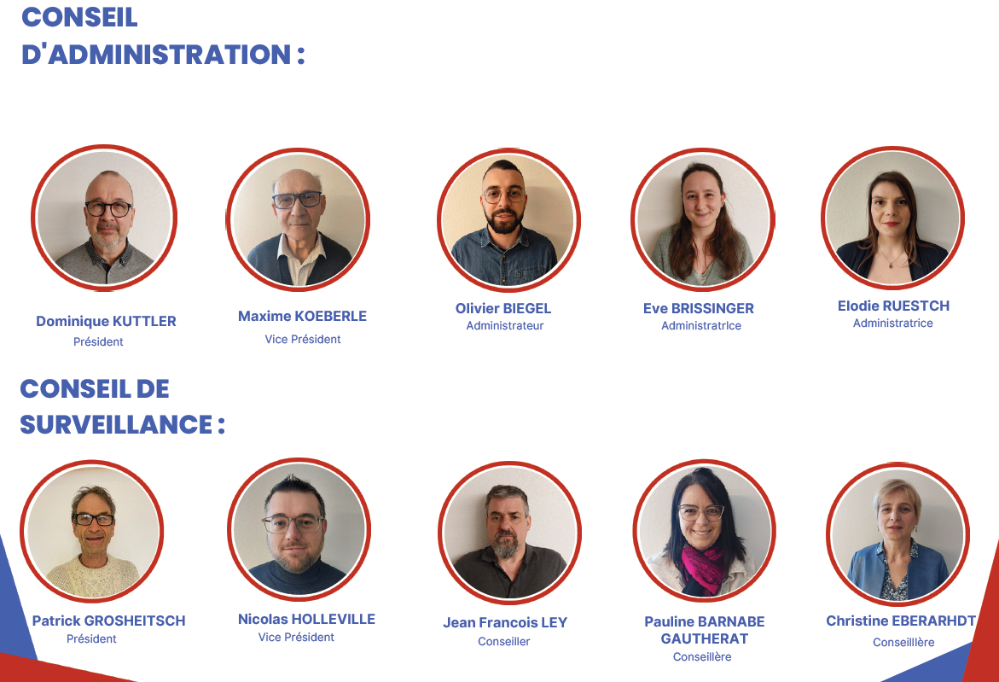 CONSEIL
D'ADMINISTRATION :
Dominique KUTTLER
Président
Maxime KOEBERLE
Vice Président
Olivier BIEGEL
Administrateur
Eve BRISSINGER
AdministratrIce
Elodie RUESTCH
Administratrice
CONSEIL DE
SURVEILLANCE :
Patrick GROSHEITSCH
Président
Nicolas HOLLEVILLE
Vice Président
Jean Francois LEY
Conseiller
Pauline BARNABE
GAUTHERAT
Conseillère
Christine EBERARHDT
Conseilllère